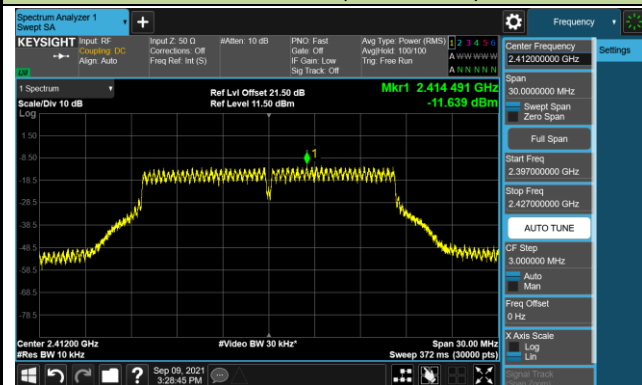 Spectrum Analyzer 1
Swept SA
Frequency
KEYSIGHT
Input: RF
Coupling: DC
Align: Auto
Input Z: 50 Ω
Corrections: Off
Freq Ref: Int (S)
#Atten: 10 dB
PNO: Fast
Gate: Off
IF Gain: Low
Sig Track: Off
Avg Type: Power (RMS)
Avg|Hold: 100/100
Trig: Free Run
1 2 3 4 5 6
A W W W W W
A N N N N N
LVI
Center Frequency
2.412000000 GHz
Settings
Span
30.0000000 MHz
Swept Span
Zero Span
Full Span
Start Freq
2.397000000 GHz
Stop Freq
2.427000000 GHz
AUTO TUNE
CF Step
3.000000 MHz
Auto
Man
Freq Offset
0 Hz
X Axis Scale
Log
Lin
Signal Track
(Span Zoom)
1 Spectrum
Scale/Div 10 dB
Ref Lvl Offset 21.50 dB
Ref Level 11.50 dBm
Mkr1 2.414 491 GHz
-11.639 dBm
Log
1.50
-8.50
1
-18.5
-28.5
-38.5
-48.5
-58.5
-68.5
-78.5
Center 2.41200 GHz
#Video BW 30 kHz*
Span 30.00 MHz
#Res BW 10 kHz
Sweep 372 ms (30000 pts)
Sep 09, 2021
3:28:45 PM